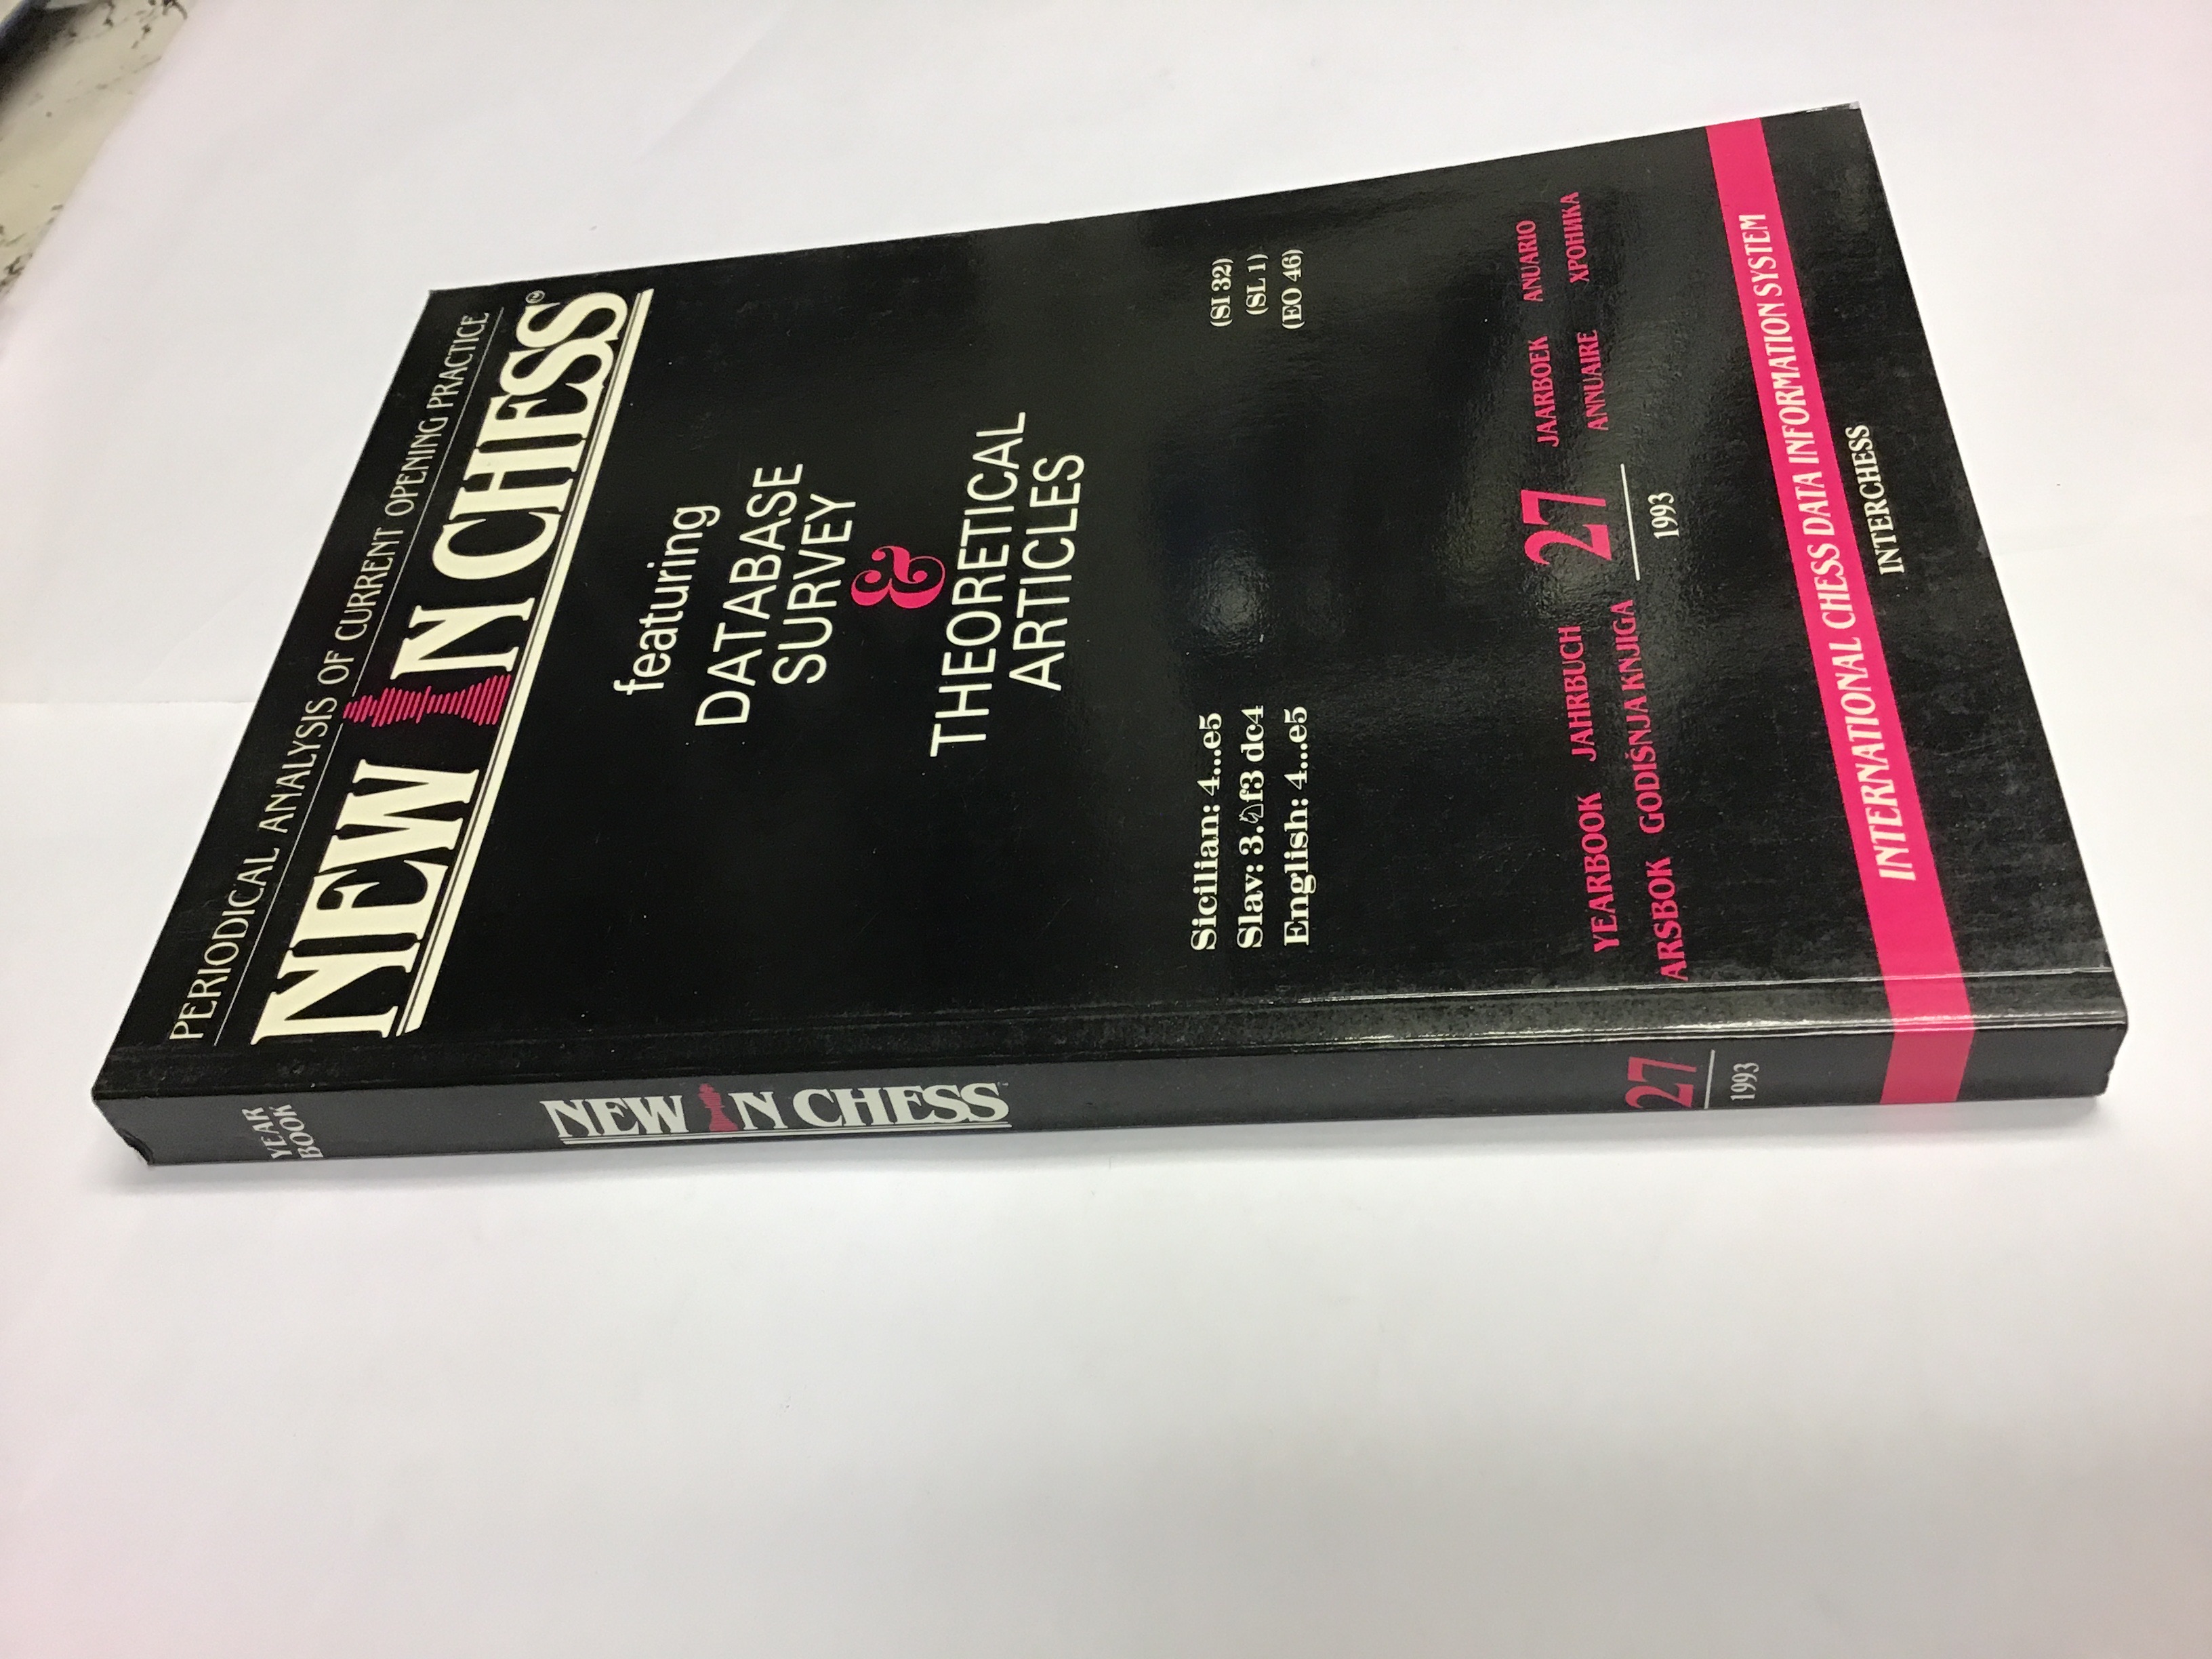 PERIODICAL ANALYSIS OF CURRENT OPENING PRACTICE
NEW IN CHESS®
featuring
DATABASE
SURVEY
&
THEORETICAL
ARTICLES
Sicilian: 4...e5 (SI 32)
Slav: 3.♘f3 dc4 (SL 1)
English: 4...e5 (EO 46)
YEARBOOK JAHRBUCH 27 JAARBOEK ANUARIO
ARSBOK GODIŠNJA KNJIGA ANNUAIRE ХРОНИКА
1993
INTERNATIONAL CHESS DATA INFORMATION SYSTEM
INTERCHESS
YEAR
BOOK
NEW IN CHESS™
27
1993